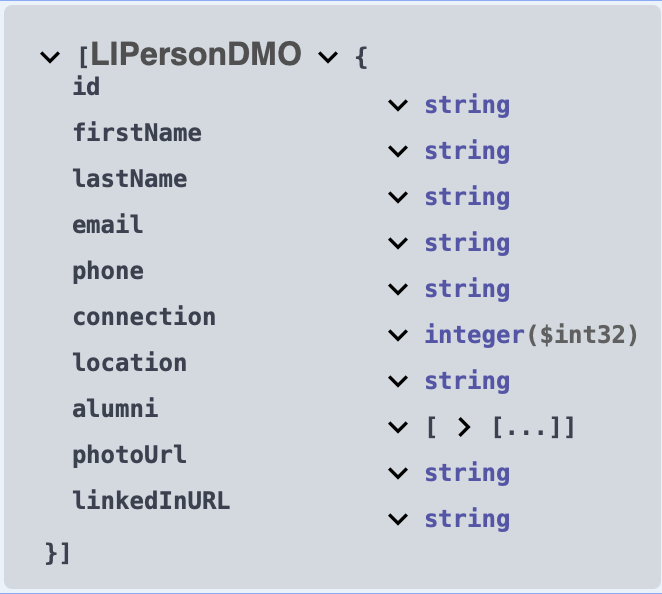 [LIPersonDMO {
id string
firstName string
lastName string
email string
phone string
connection integer($int32)
location string
alumni [ > [...]]
photoUrl string
linkedInURL string
}]